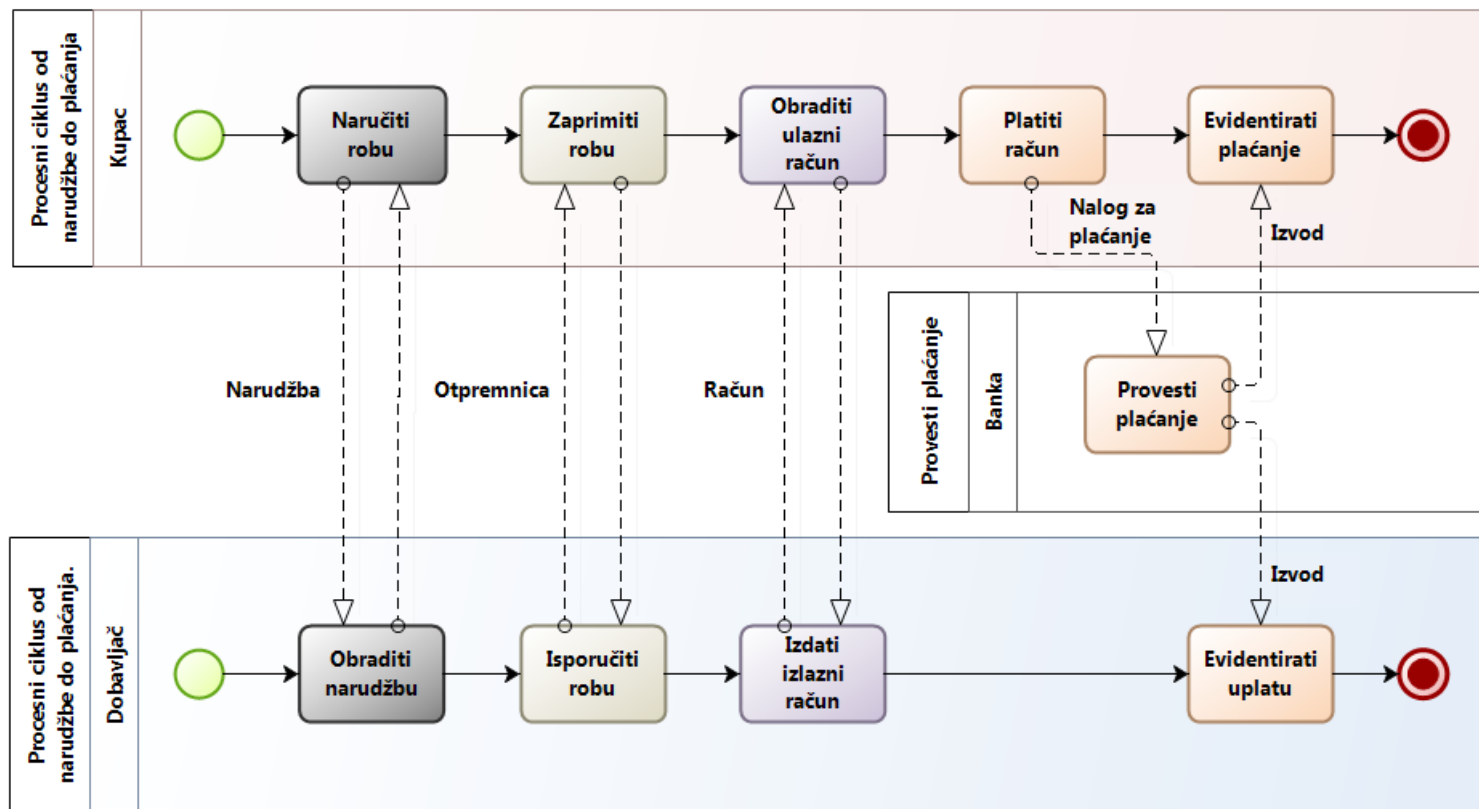 Procesni ciklus od
narudžbe do plaćanja
Kupac
Naručiti
robu
Zaprimiti
robu
Obraditi
ulazni
račun
Platiti
račun
Evidentirati
plaćanje
Nalog za
plaćanje
Izvod
Narudžba
Otpremnica
Račun
Provesti plaćanje
Banka
Provesti
plaćanje
Izvod
Procesni ciklus od
narudžbe do plaćanja.
Dobavljač
Obraditi
narudžbu
Isporučiti
robu
Izdati
izlazni
račun
Evidentirati
uplatu